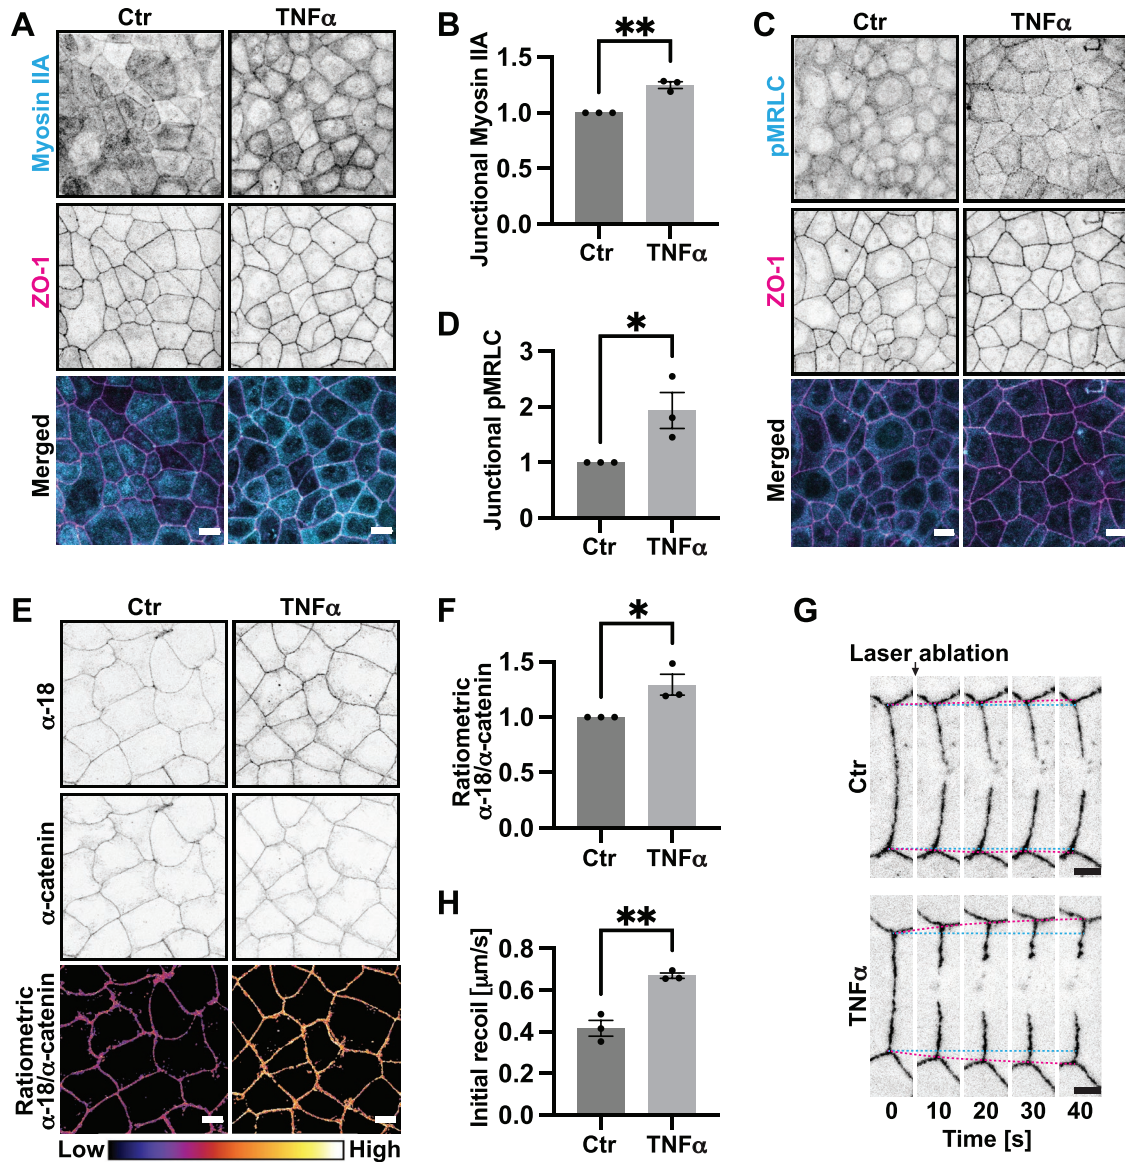 A
Ctr
TNFα
Myosin IIA
ZO-1
Merged
B
**
Junctional Myosin IIA
1.5
1.0
0.5
0.0
Ctr
TNFα
C
Ctr
TNFα
pMRLC
ZO-1
Merged
D
*
Junctional pMRLC
3
2
1
0
Ctr
TNFα
E
Ctr
TNFα
α-18
α-catenin
Ratiometric
α-18/α-catenin
Low
High
F
*
Ratiometric
α-18/α-catenin
1.5
1.0
0.5
0.0
Ctr
TNFα
G
Laser ablation
Ctr
TNFα
0 10 20 30 40
Time [s]
H
**
Initial recoil [µm/s]
0.8
0.6
0.4
0.2
0.0
Ctr
TNFα